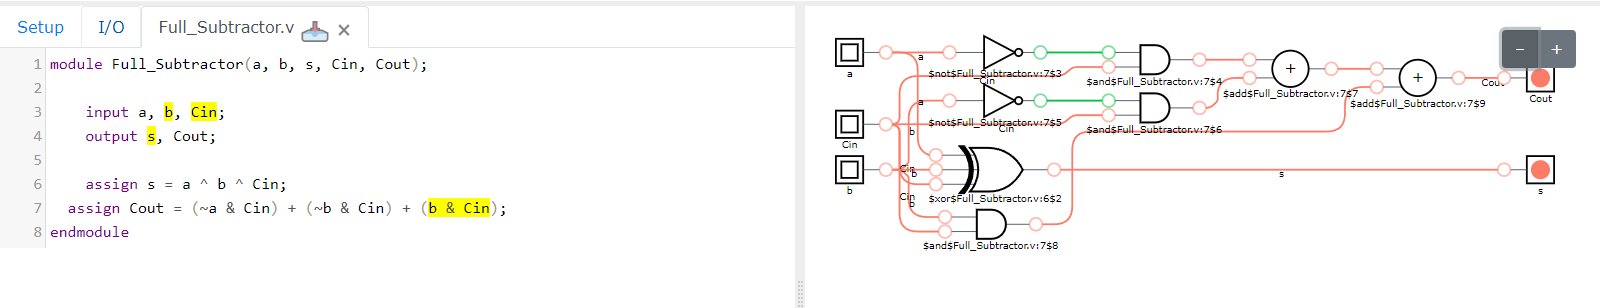 Setup I/O Full_Subtractor.v ×
1 module Full_Subtractor(a, b, s, Cin, Cout);
2
3 input a, b, Cin;
4 output s, Cout;
5
6 assign s = a ^ b ^ Cin;
7 assign Cout = (~a & Cin) + (~b & Cin) + (b & Cin);
8 endmodule
- +
a
a
$not$Full_Subtractor.v:7$3
Cin
$and$Full_Subtractor.v:7$4
+
$add$Full_Subtractor.v:7$7
+
$add$Full_Subtractor.v:7$9
Cout
Cout
a
$not$Full_Subtractor.v:7$5
Cin
$and$Full_Subtractor.v:7$6
b
Cin
Cin
b
b
s
s
Cin
b
$xor$Full_Subtractor.v:6$2
$and$Full_Subtractor.v:7$8